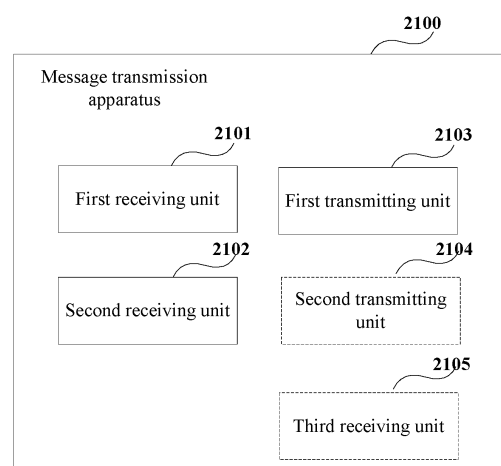 2100
Message transmission
apparatus
2101
2103
First receiving unit
First transmitting unit
2102
2104
Second receiving unit
Second transmitting
unit
2105
Third receiving unit